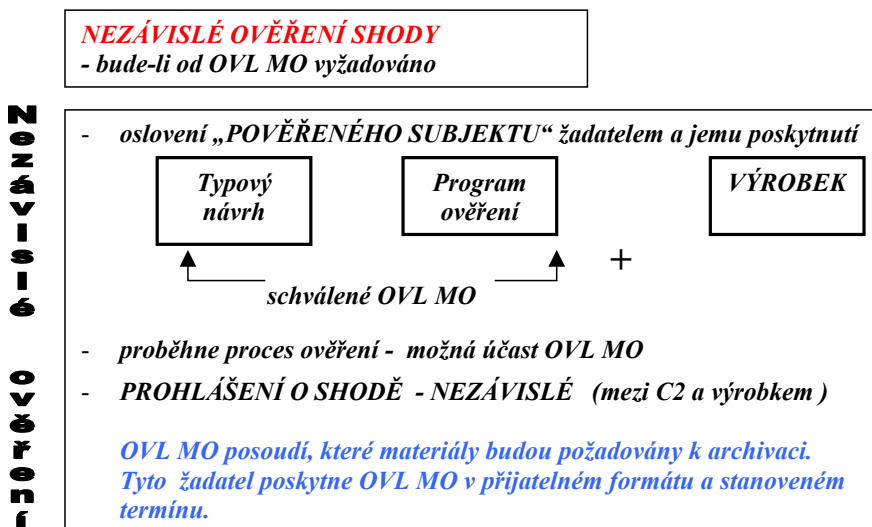 NEZÁVISLÉ OVĚŘENÍ SHODY
- bude-li od OVL MO vyžadováno
Nezávislé ověření
- oslovení „POVĚŘENÉHO SUBJEKTU“ žadatelem a jemu poskytnutí
Typový
návrh
Program
ověření
VÝROBEK
+
schválené OVL MO
- proběhne proces ověření - možná účast OVL MO
- PROHLÁŠENÍ O SHODĚ - NEZÁVISLÉ (mezi C2 a výrobkem )
OVL MO posoudí, které materiály budou požadovány k archivaci.
Tyto žadatel poskytne OVL MO v přijatelném formátu a stanoveném
termínu.